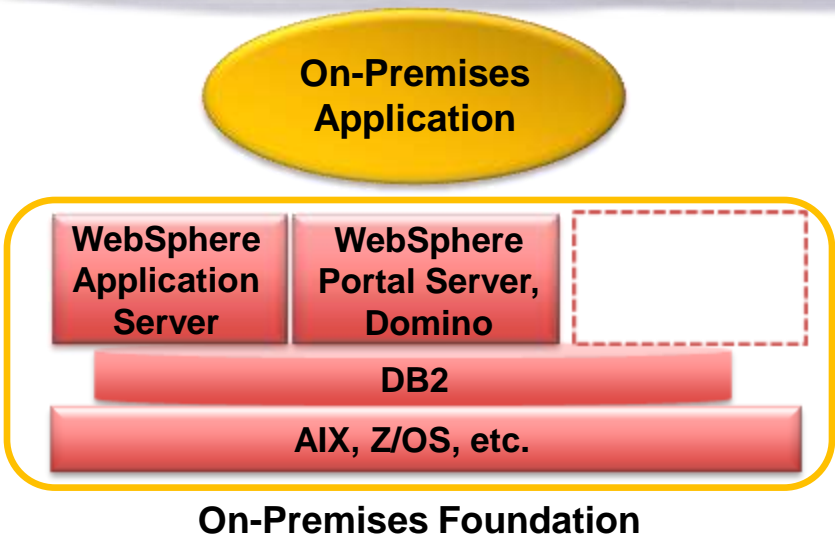 On-Premises
Application
WebSphere
Application
Server
WebSphere
Portal Server,
Domino
DB2
AIX, Z/OS, etc.
On-Premises Foundation